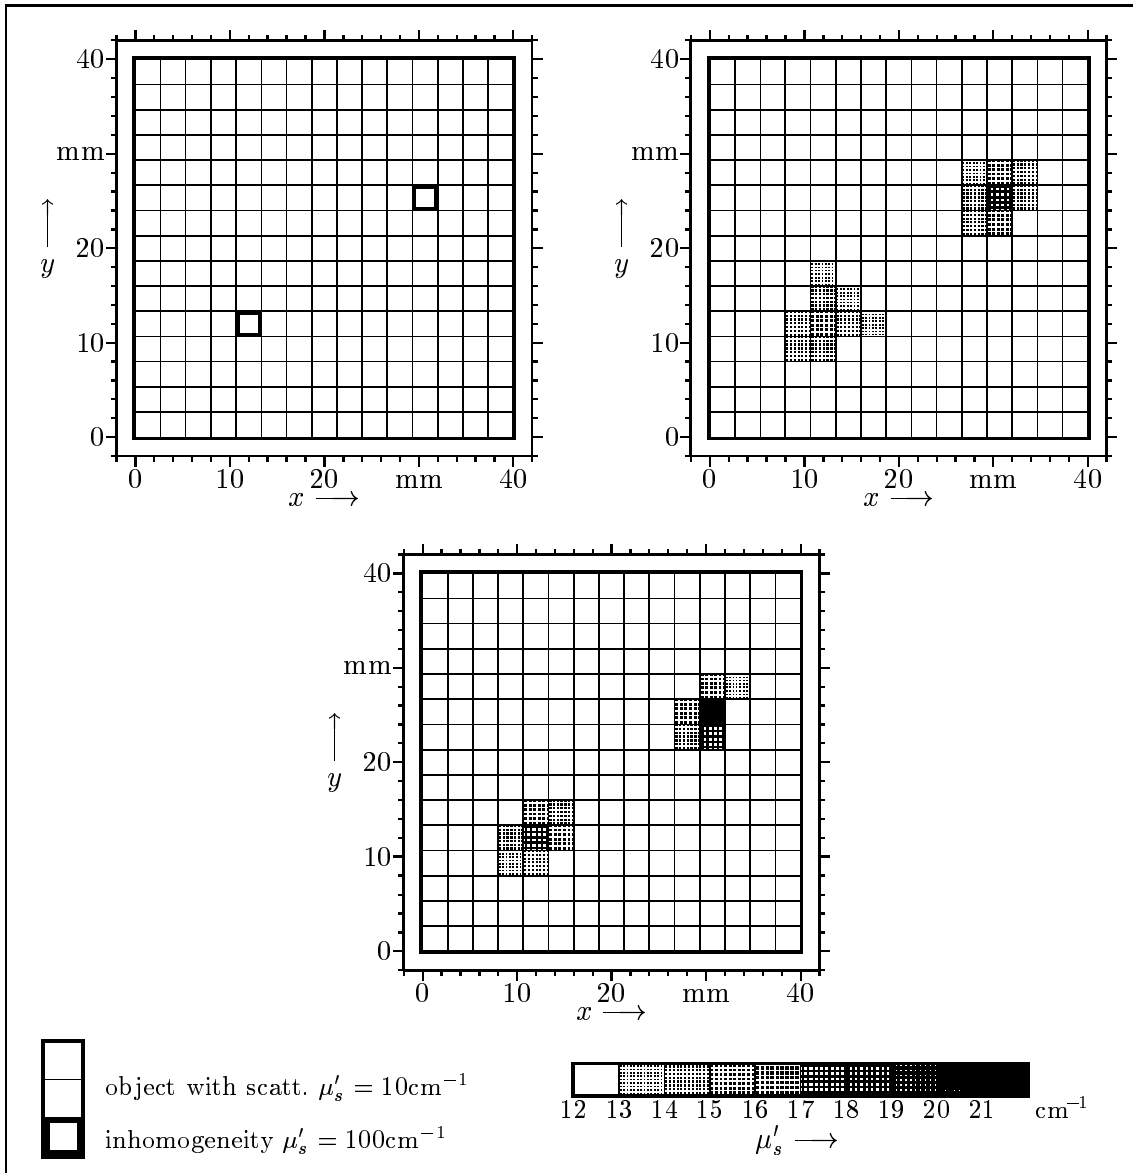 40
mm
20
10
0
y
0 10 20 mm 40
x ⟶
40
mm
20
10
0
y
0 10 20 mm 40
x ⟶
40
mm
20
10
0
y
0 10 20 mm 40
x ⟶
object with scatt. μ′ₛ = 10cm⁻¹
inhomogeneity μ′ₛ = 100cm⁻¹
12 13 14 15 16 17 18 19 20 21 cm⁻¹
μ′ₛ ⟶